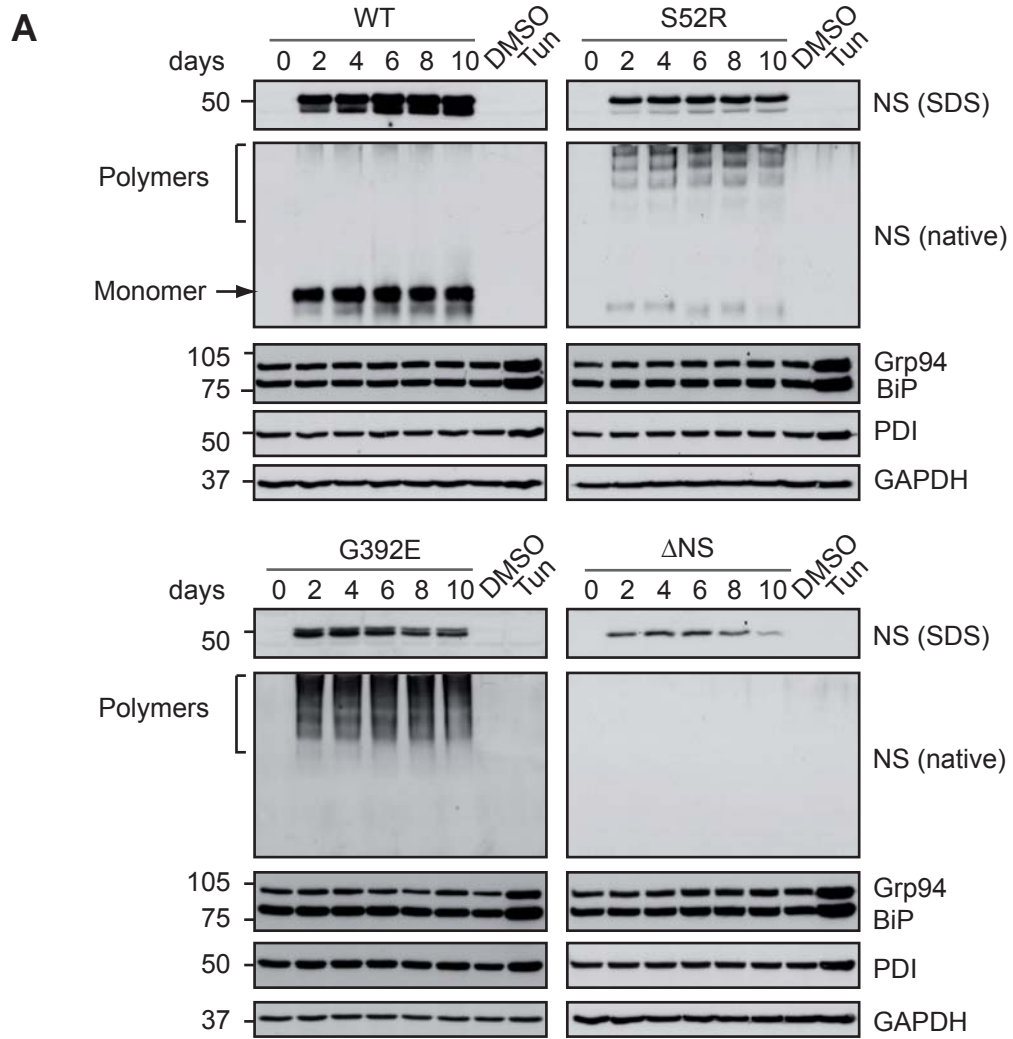 A
WT S52R
days 0 2 4 6 8 10 DMSO Tun 0 2 4 6 8 10 DMSO Tun
50 NS (SDS)
Polymers
NS (native)
Monomer
105 Grp94
75 BiP
50 PDI
37 GAPDH
G392E ΔNS
days 0 2 4 6 8 10 DMSO Tun 0 2 4 6 8 10 DMSO Tun
50 NS (SDS)
Polymers
NS (native)
105 Grp94
75 BiP
50 PDI
37 GAPDH